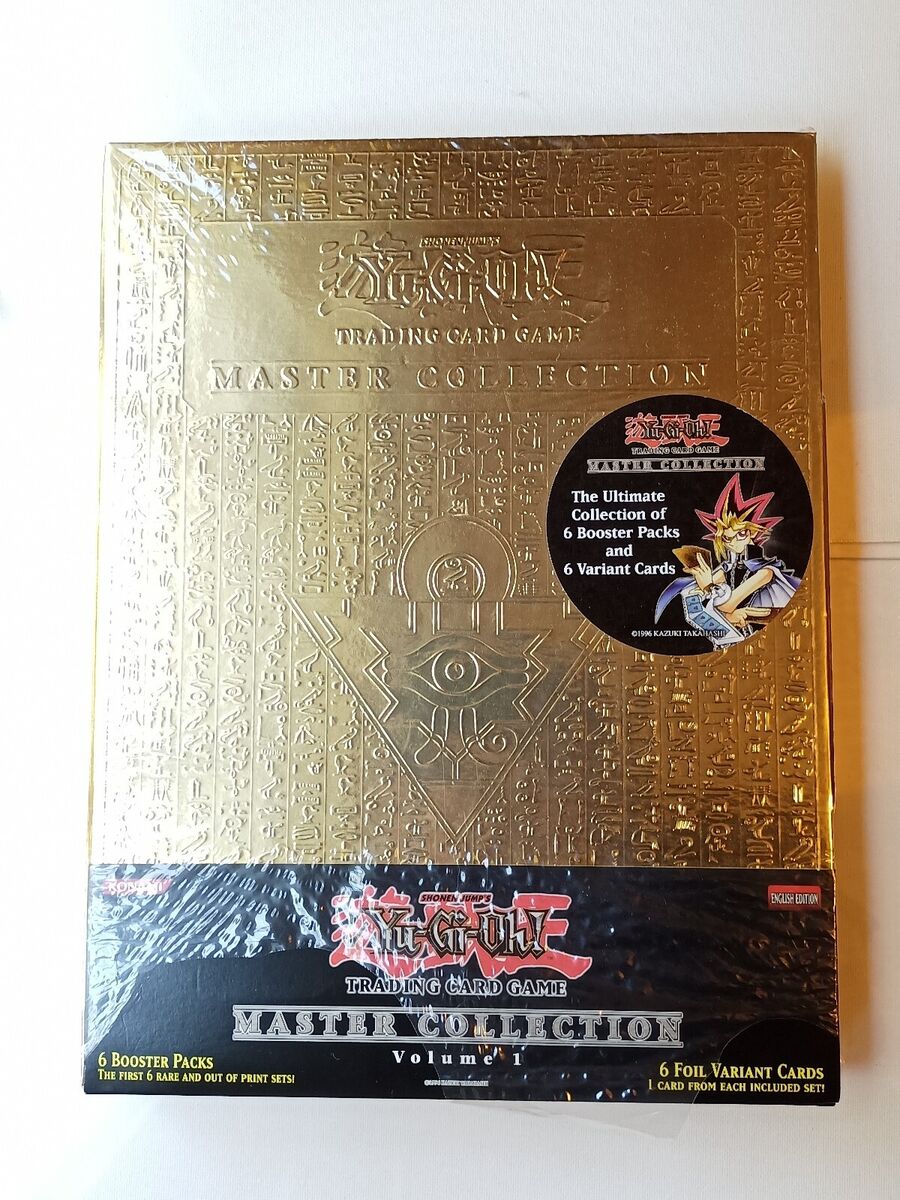 SHONEN JUMP'S
Yu-Gi-Oh!
TRADING CARD GAME
MASTER COLLECTION
Yu-Gi-Oh!
TRADING CARD GAME
MASTER COLLECTION
The Ultimate
Collection of
6 Booster Packs
and
6 Variant Cards
©1996 KAZUKI TAKAHASHI
KONAMI
ENGLISH EDITION
SHONEN JUMP'S
Yu-Gi-Oh!
TRADING CARD GAME
MASTER COLLECTION
Volume 1
6 BOOSTER PACKS
THE FIRST 6 RARE AND OUT OF PRINT SETS!
6 FOIL VARIANT CARDS
1 CARD FROM EACH INCLUDED SET!
©1996 KAZUKI TAKAHASHI